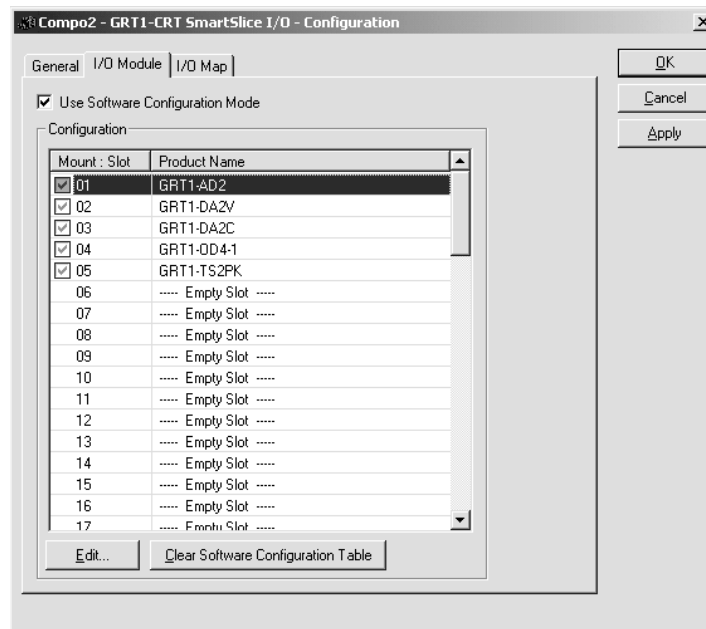 Compo2 - GRT1-CRT SmartSlice I/O - Configuration
General I/O Module I/O Map
OK
Cancel
Apply
Use Software Configuration Mode
Configuration
Mount : Slot Product Name
01 GRT1-AD2
02 GRT1-DA2V
03 GRT1-DA2C
04 GRT1-OD4-1
05 GRT1-TS2PK
06 ----- Empty Slot -----
07 ----- Empty Slot -----
08 ----- Empty Slot -----
09 ----- Empty Slot -----
10 ----- Empty Slot -----
11 ----- Empty Slot -----
12 ----- Empty Slot -----
13 ----- Empty Slot -----
14 ----- Empty Slot -----
15 ----- Empty Slot -----
16 ----- Empty Slot -----
17 ----- Empty Slot -----
Edit... Clear Software Configuration Table